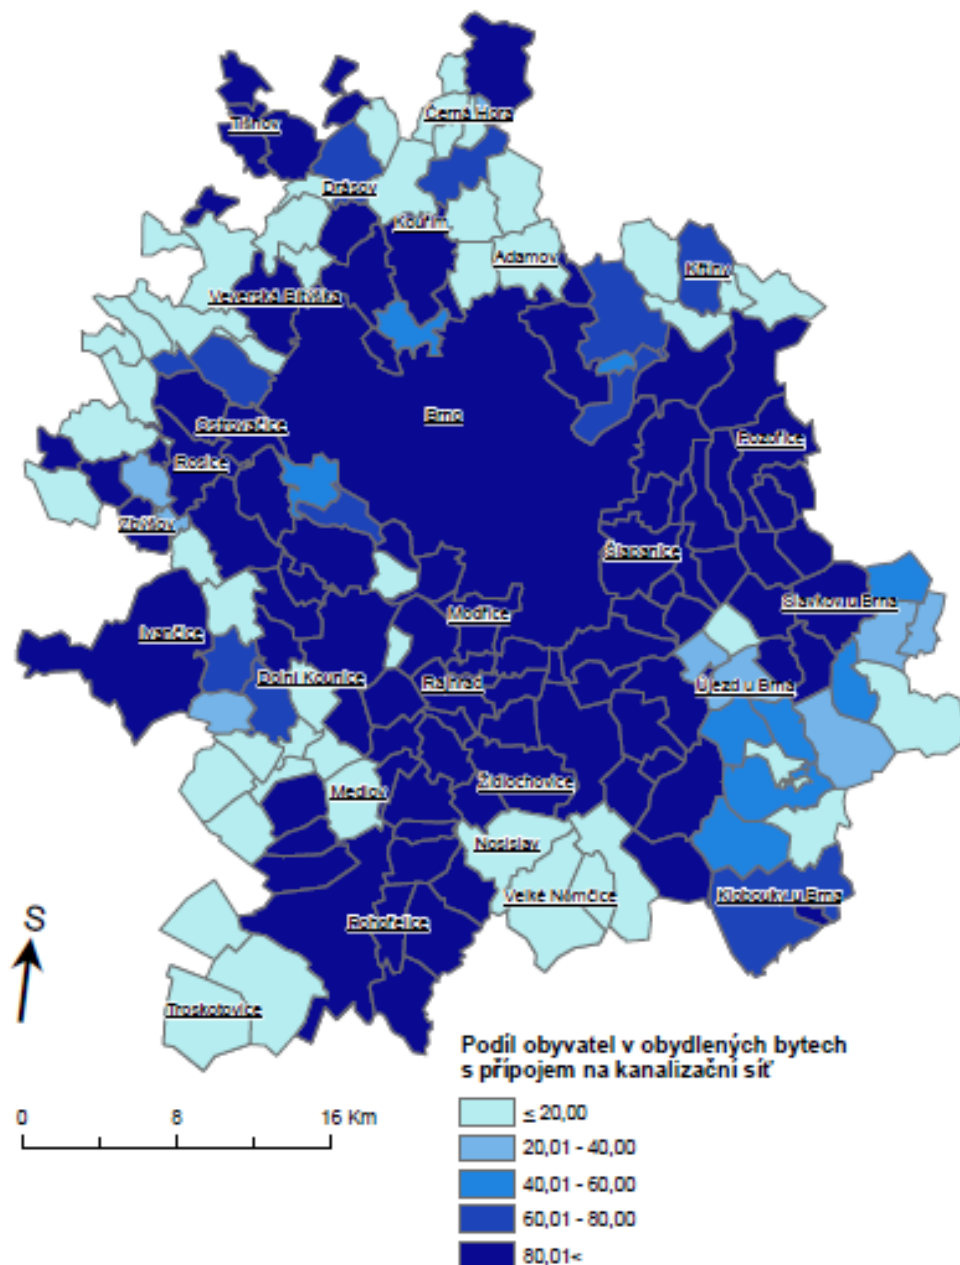 Černá Hora
Tišnov
Drásov
Kuřim
Adamov
Křtiny
Veverská Bítýška
Brno
Ostrovačice
Pozořice
Rosice
Zbýšov
Šlapanice
Slavkov u Brna
Modřice
Ivančice
Dolní Kounice
Rajhrad
Újezd u Brna
Židlochovice
Medlov
Nosislav
Velké Němčice
Klobouky u Brna
Pohořelice
S
Troskotovice
Podíl obyvatel v obydlených bytech
s přípojem na kanalizační síť
0 8 16 Km
≤ 20,00
20,01 - 40,00
40,01 - 60,00
60,01 - 80,00
80,01<